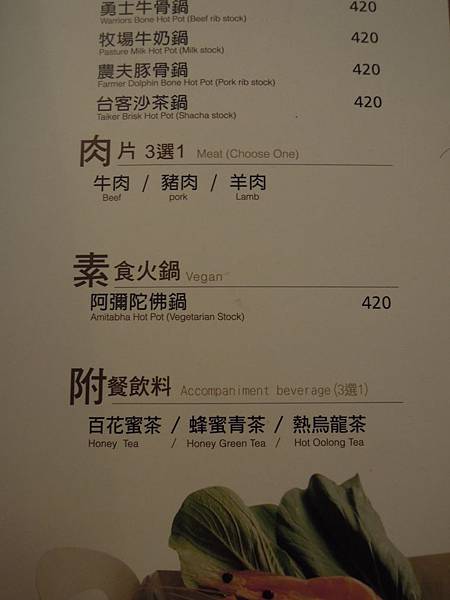 勇士牛骨鍋 420
Warriors Bone Hot Pot (Beef rib stock)
牧場牛奶鍋 420
Pasture Milk Hot Pot (Milk stock)
農夫豚骨鍋 420
Farmer Dolphin Bone Hot Pot (Pork rib stock)
台客沙茶鍋 420
Taiker Brisk Hot Pot (Shacha stock)
肉片 3選1 Meat (Choose One)
牛肉 / 豬肉 / 羊肉
Beef pork Lamb
素食火鍋 Vegan
阿彌陀佛鍋 420
Amitabha Hot Pot (Vegetarian Stock)
附餐飲料 Accompaniment beverage(3選1)
百花蜜茶 / 蜂蜜青茶 / 熱烏龍茶
Honey Tea / Honey Green Tea / Hot Oolong Tea